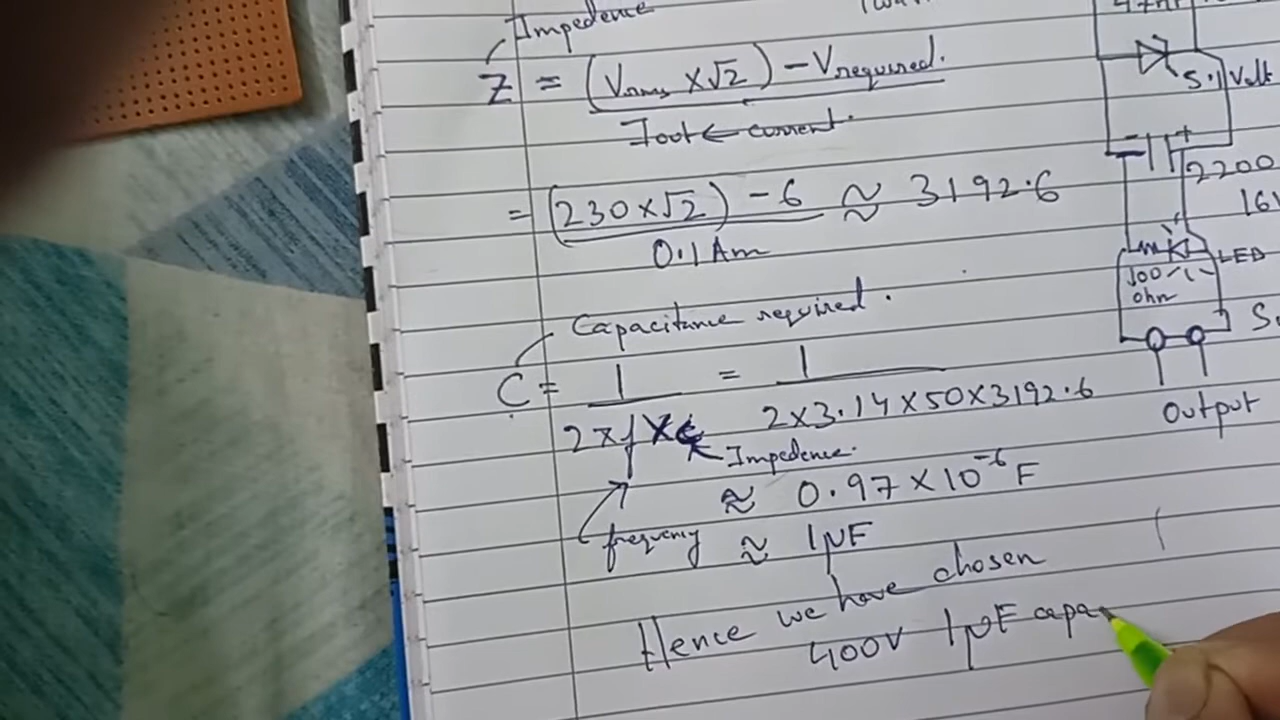 Impedence
Z = (Vrms × √2) - Vrequired.
Iout ← current.
= (230×√2) - 6 ≈ 3192.6
0.1 Am
Capacitance required.
C = 1 = 1
2×3.14×50×3192.6
Impedence.
≈ 0.97×10⁻⁶ F
frequency ≈ 1μF
Hence we have chosen
400V 1μF capa
5.1 Volt
+
2200
16V
LED
100
ohm
Output